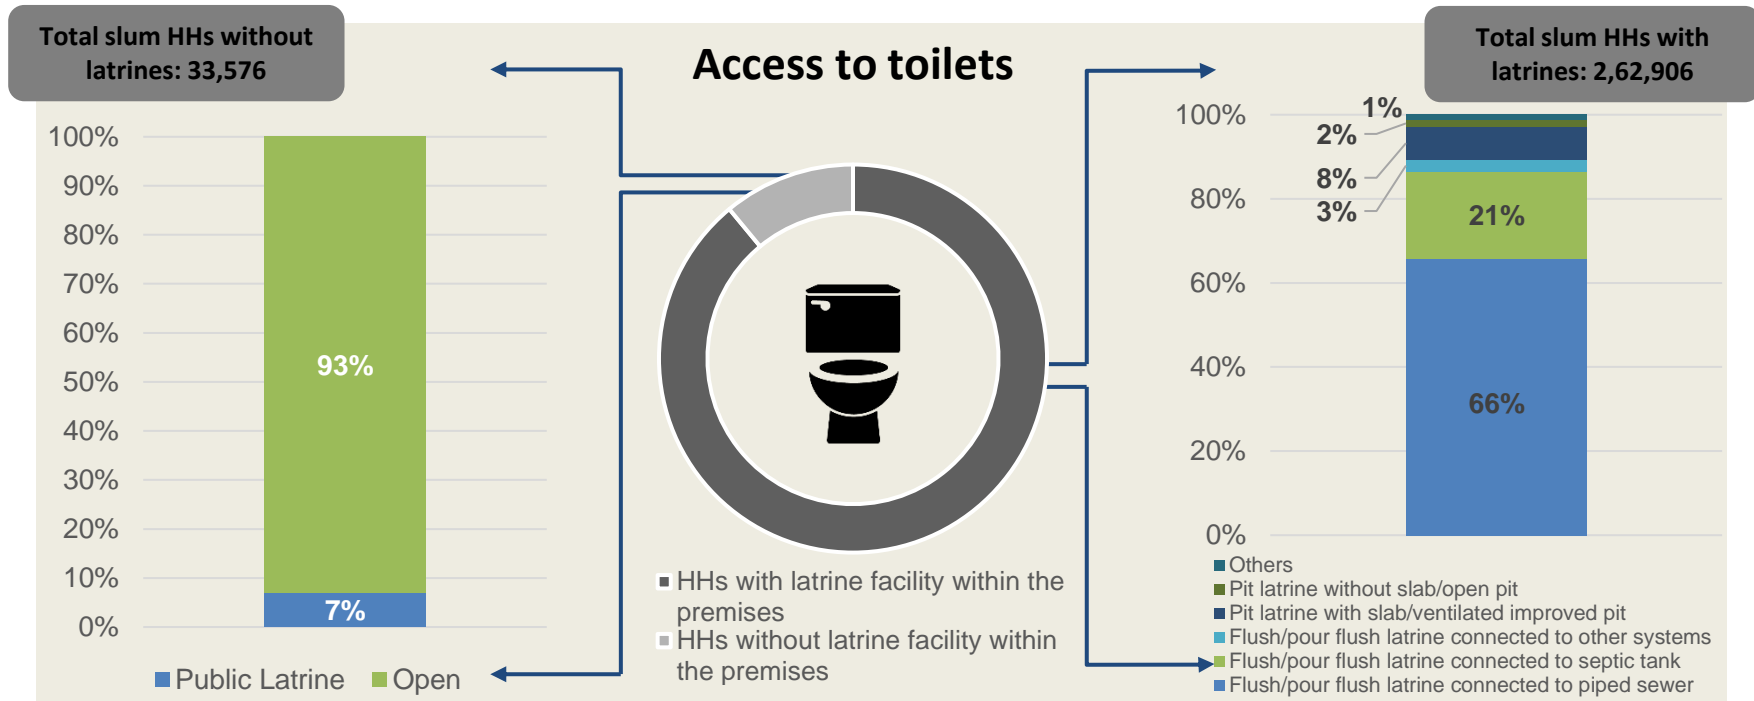 Total slum HHs without
latrines: 33,576
Access to toilets
Total slum HHs with
latrines: 2,62,906
100%
90%
80%
70%
60%
50%
40%
30%
20%
10%
0%
93%
7%
Public Latrine
Open
HHs with latrine facility within the
premises
HHs without latrine facility within
the premises
100%
80%
60%
40%
20%
0%
1%
2%
8%
3%
21%
66%
Others
Pit latrine without slab/open pit
Pit latrine with slab/ventilated improved pit
Flush/pour flush latrine connected to other systems
Flush/pour flush latrine connected to septic tank
Flush/pour flush latrine connected to piped sewer